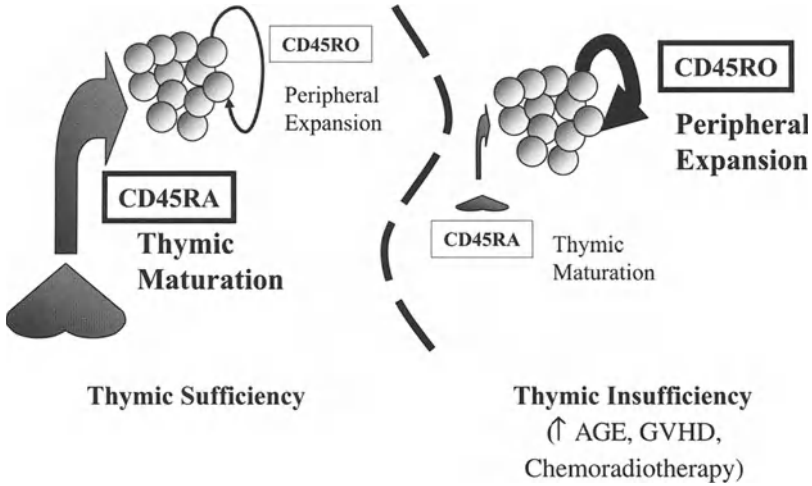 CD45RO
Peripheral
Expansion
CD45RA
Thymic
Maturation
Thymic Sufficiency
CD45RO
Peripheral
Expansion
CD45RA
Thymic
Maturation
Thymic Insufficiency
(↑ AGE, GVHD,
Chemoradiotherapy)